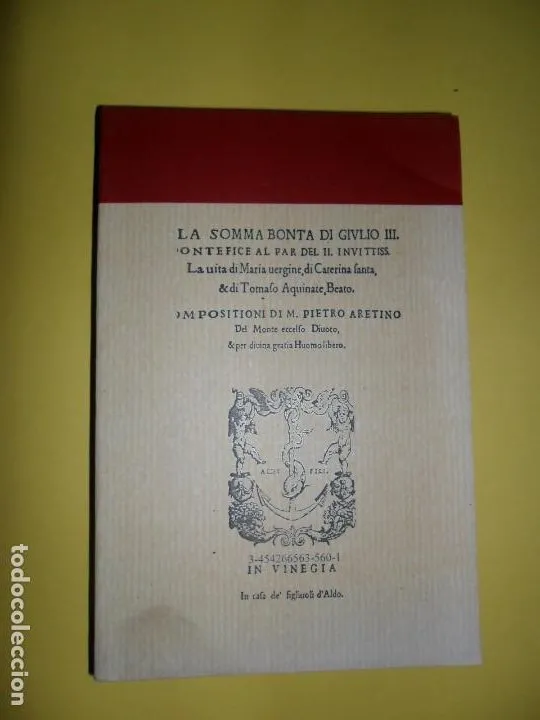 LA SOMMA BONTA DI GIVLIO III.
PONTEFICE AL PAR DEL II. INVITTISS.
La uita di Maria uergine, di Caterina santa,
& di Tomaso Aquinate, Beato.
OMPOSITIONI DI M. PIETRO ARETINO
Del Monte eccelso Diuoto,
& per diuina gratia Huomo libero.
3-454266563-560-1
IN VINEGIA
In casa de' figliuoli d'Aldo.
todocoleccion